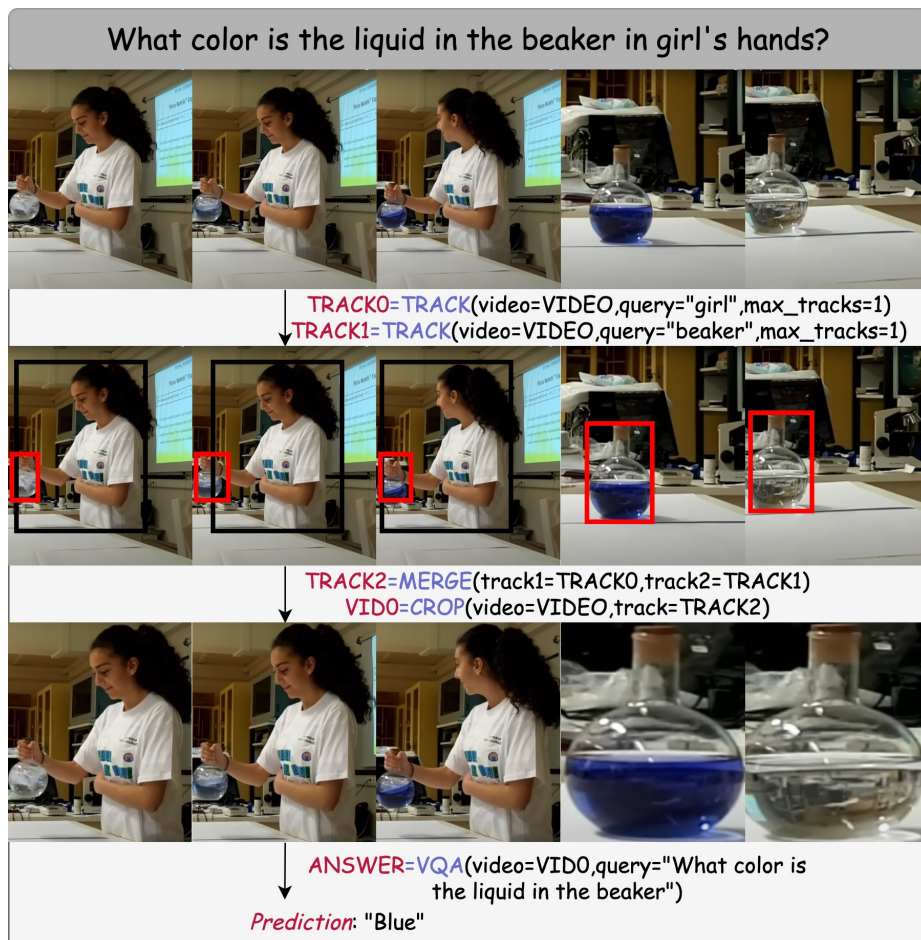 What color is the liquid in the beaker in girl's hands?
TRACK0=TRACK(video=VIDEO,query="girl",max_tracks=1)
TRACK1=TRACK(video=VIDEO,query="beaker",max_tracks=1)
TRACK2=MERGE(track1=TRACK0,track2=TRACK1)
VID0=CROP(video=VIDEO,track=TRACK2)
ANSWER=VQA(video=VID0,query="What color is
the liquid in the beaker")
Prediction: "Blue"